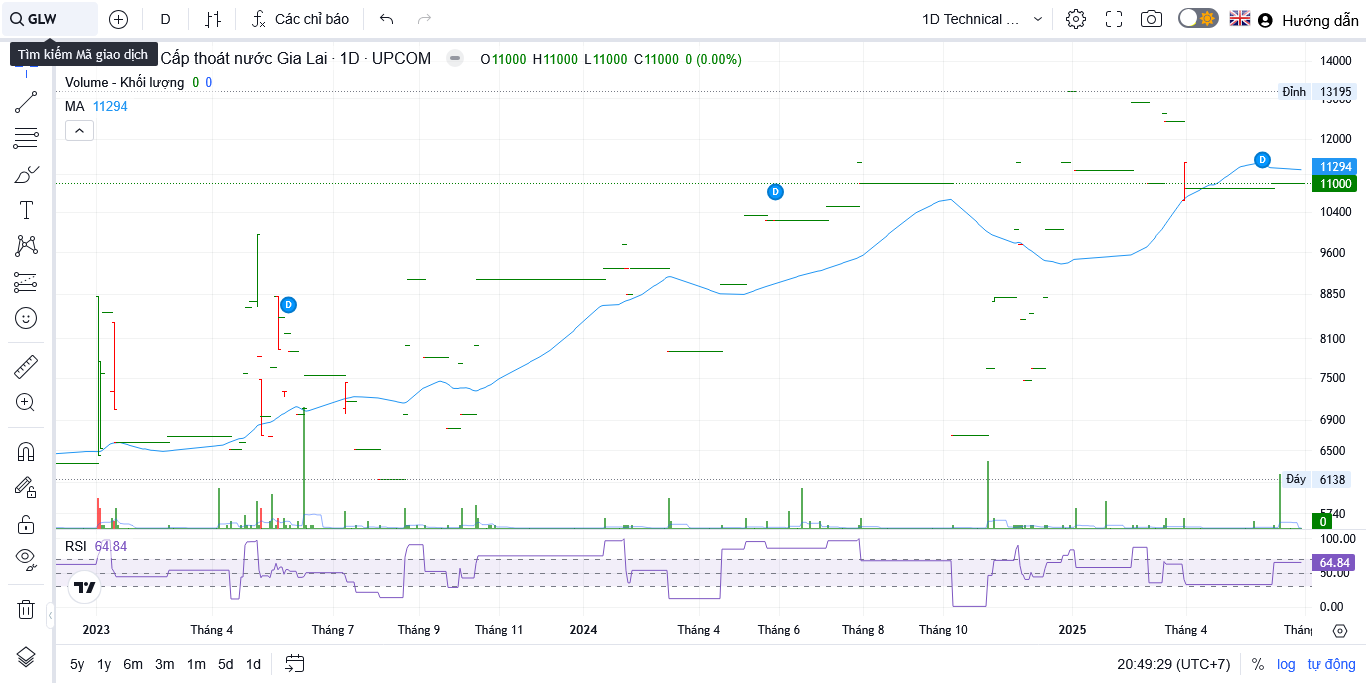 GLW
D
Các chỉ báo
1D Technical ...
Hướng dẫn
Tìm kiếm Mã giao dịch
Cấp thoát nước Gia Lai · 1D · UPCOM
O11000 H11000 L11000 C11000 0 (0.00%)
Volume - Khối lượng 0 0
MA 11294
14000
Đỉnh 13195
13000
12000
D
11294
D
11000
10400
9600
D
8850
8100
7500
6900
6500
Đáy 6138
5740
0
RSI 64.84
100.00
64.84
50.00
0.00
2023 Tháng 4 Tháng 7 Tháng 9 Tháng 11 2024 Tháng 4 Tháng 6 Tháng 8 Tháng 10 2025 Tháng 4 Thán
5y 1y 6m 3m 1m 5d 1d
20:49:29 (UTC+7) % log tự động